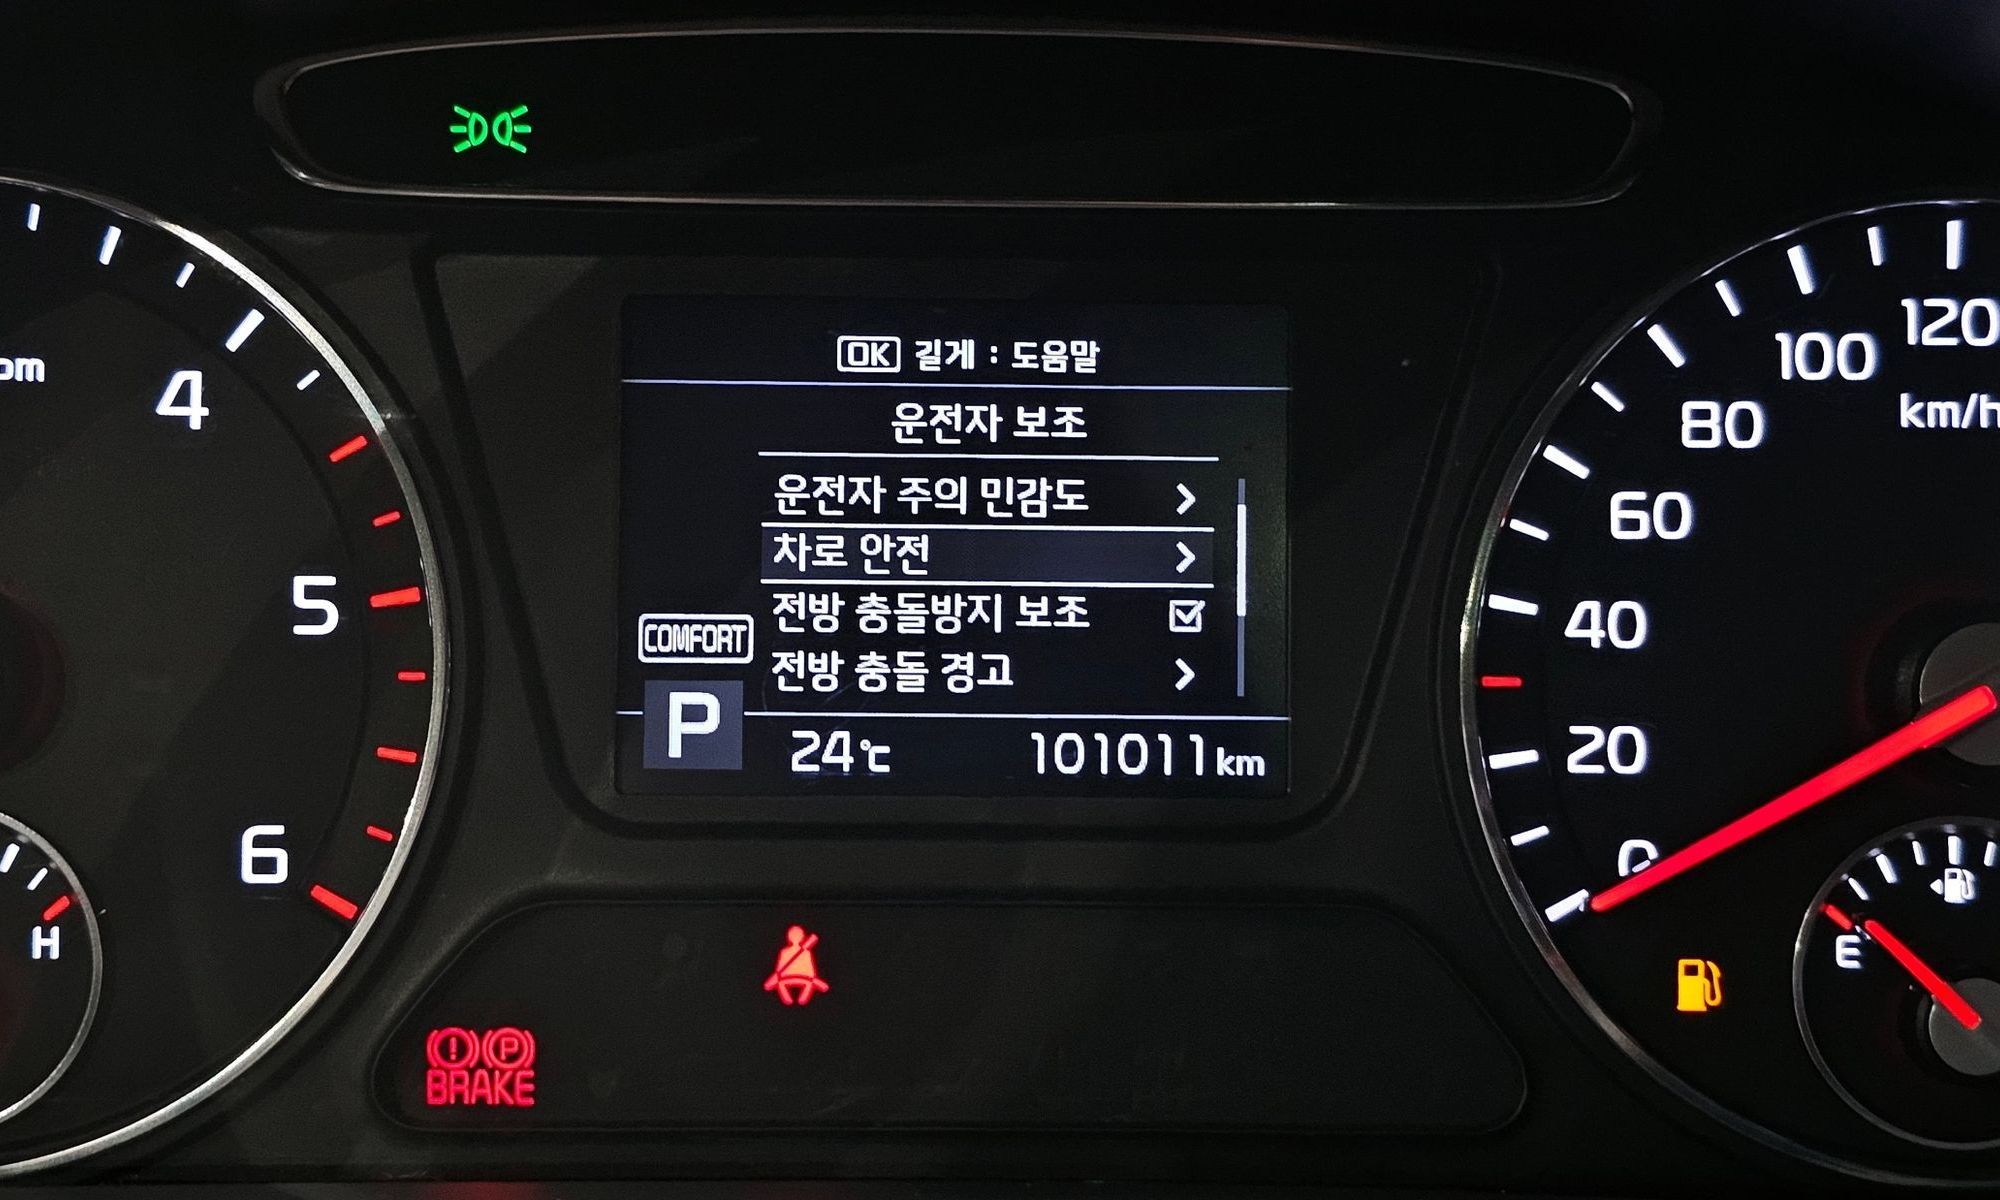 OK 길게 : 도움말
운전자 보조
운전자 주의 민감도
차로 안전
전방 충돌방지 보조
전방 충돌 경고
COMFORT
P
24℃ 101011km
4
5
6
H
120
100
km/h
80
60
40
20
0
E
P
BRAKE